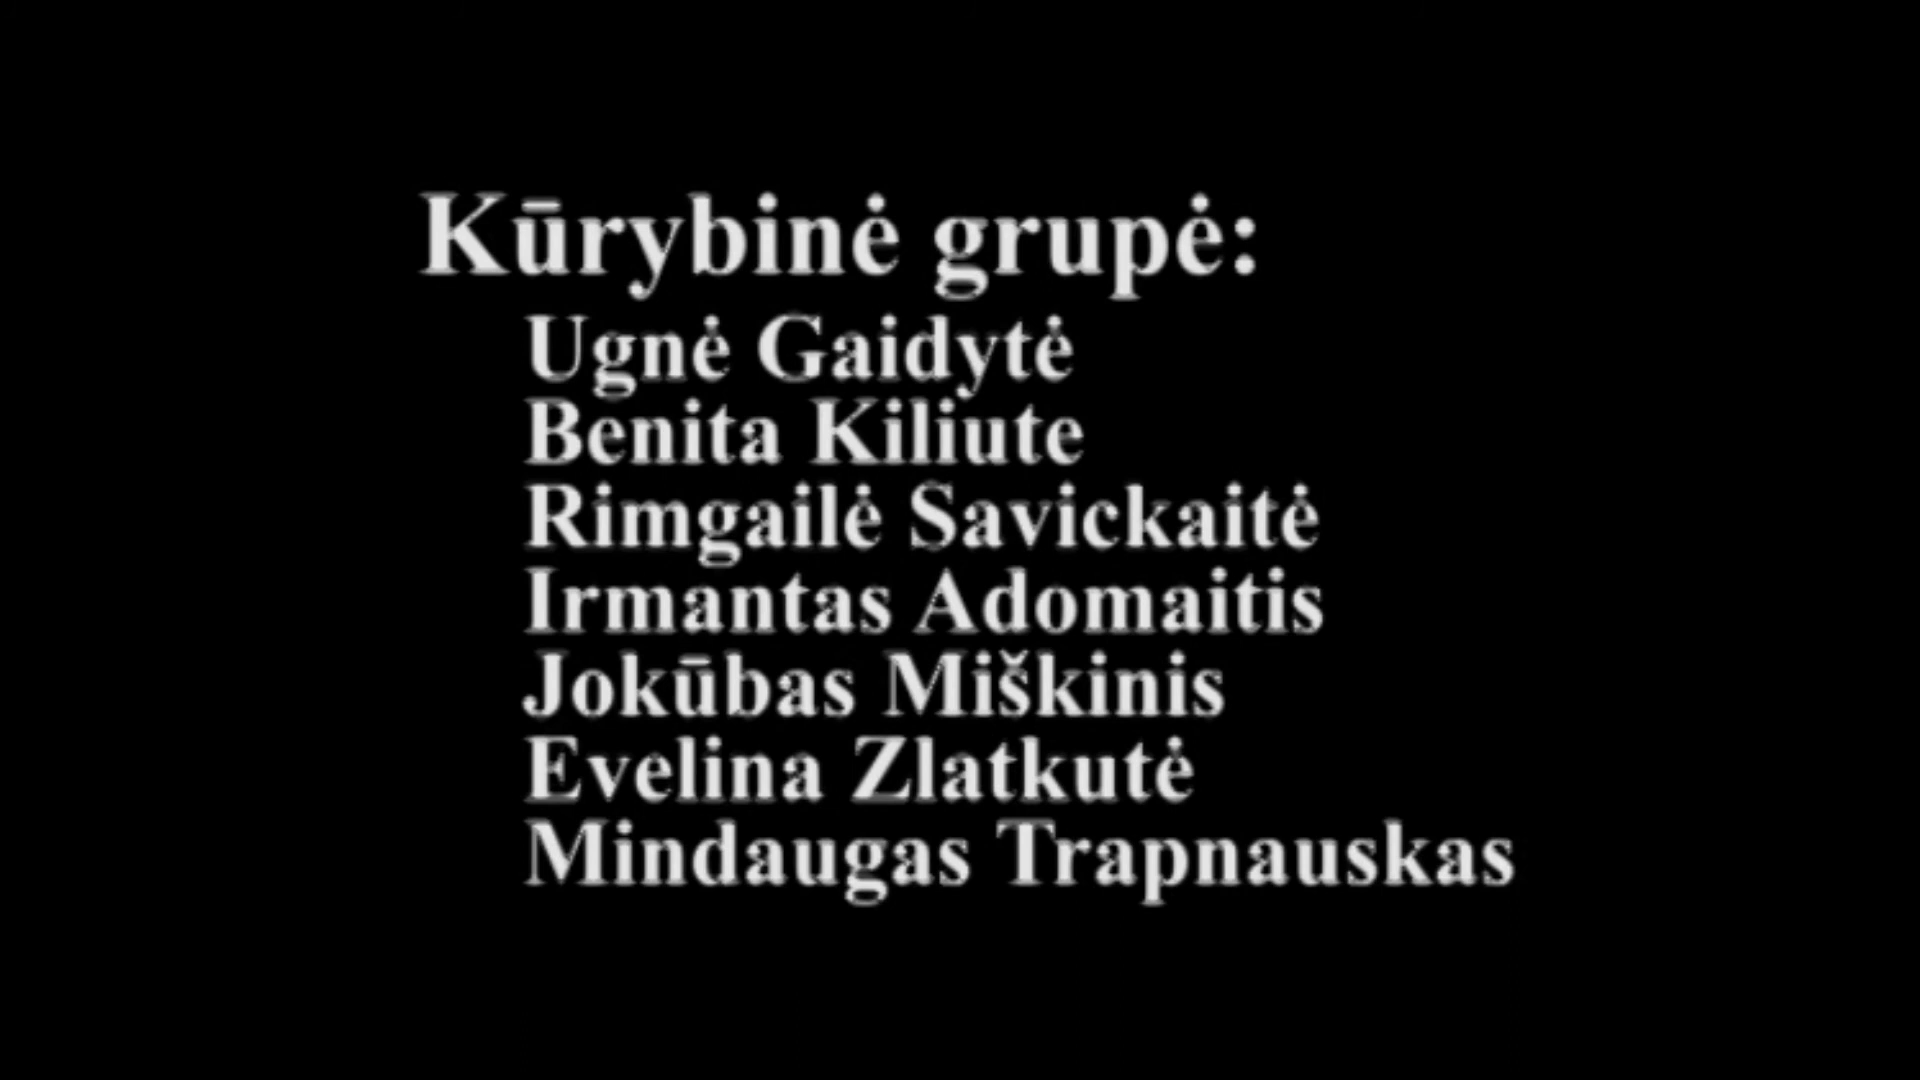 Kūrybinė grupė:
Ugnė Gaidytė
Benita Kiliute
Rimgailė Savickaitė
Irmantas Adomaitis
Jokūbas Miškinis
Evelina Zlatkutė
Mindaugas Trapnauskas